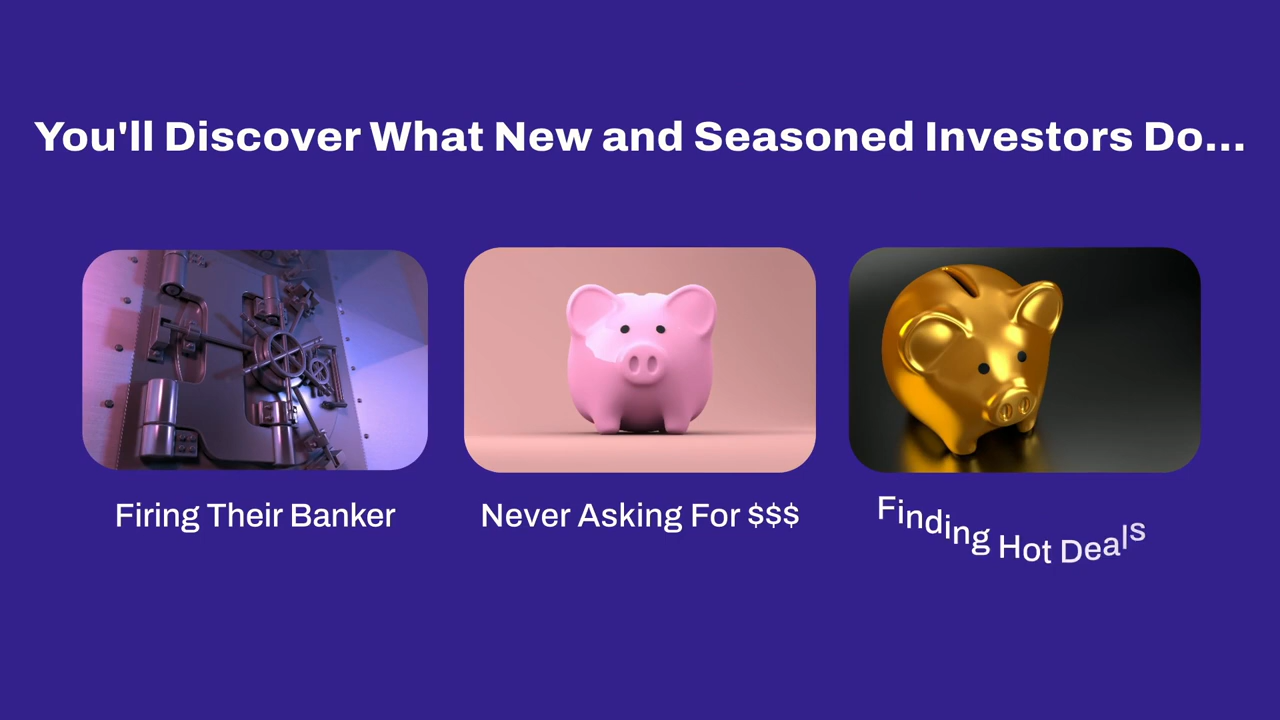 You'll Discover What New and Seasoned Investors Do...
Firing Their Banker
Never Asking For $$$
Finding Hot Deals